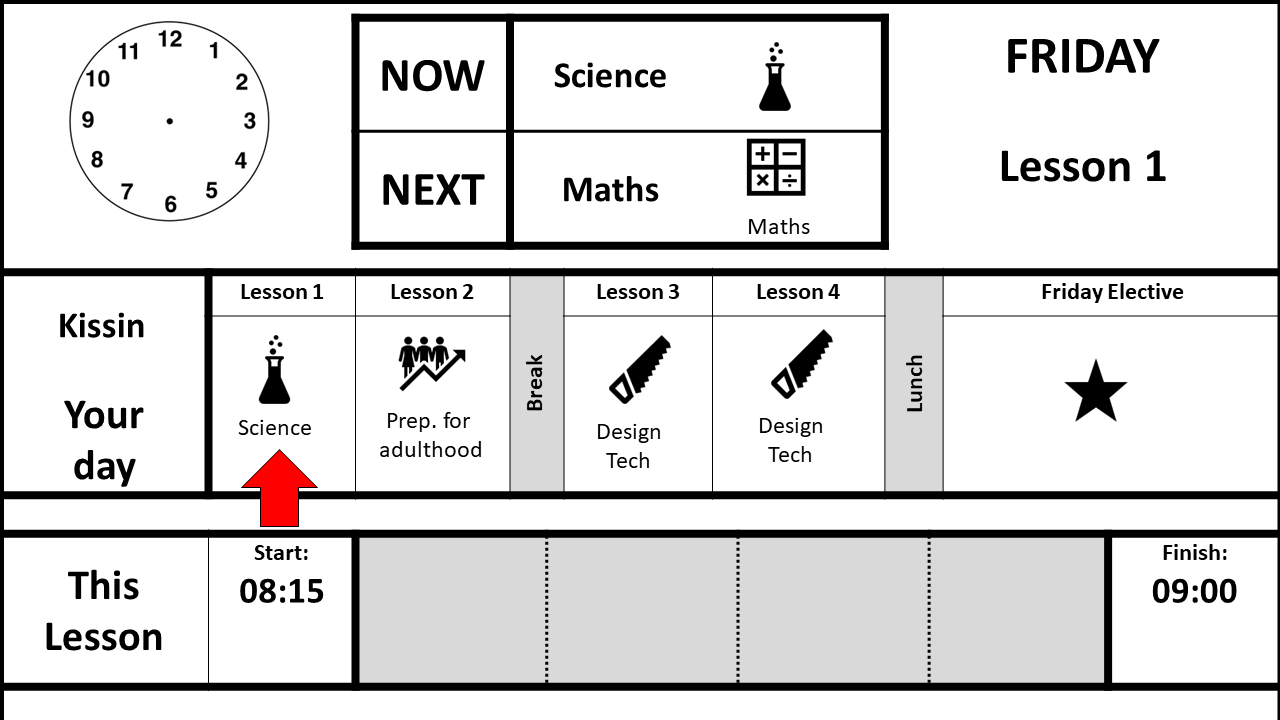 12
11
1
10
2
9
3
8
4
7
5
6
NOW
Science
NEXT
Maths
Maths
FRIDAY
Lesson 1
Kissin
Your
day
Lesson 1
Science
Lesson 2
Prep. for
adulthood
Break
Lesson 3
Design
Tech
Lesson 4
Design
Tech
Lunch
Friday Elective
This
Lesson
Start:
08:15
Finish:
09:00